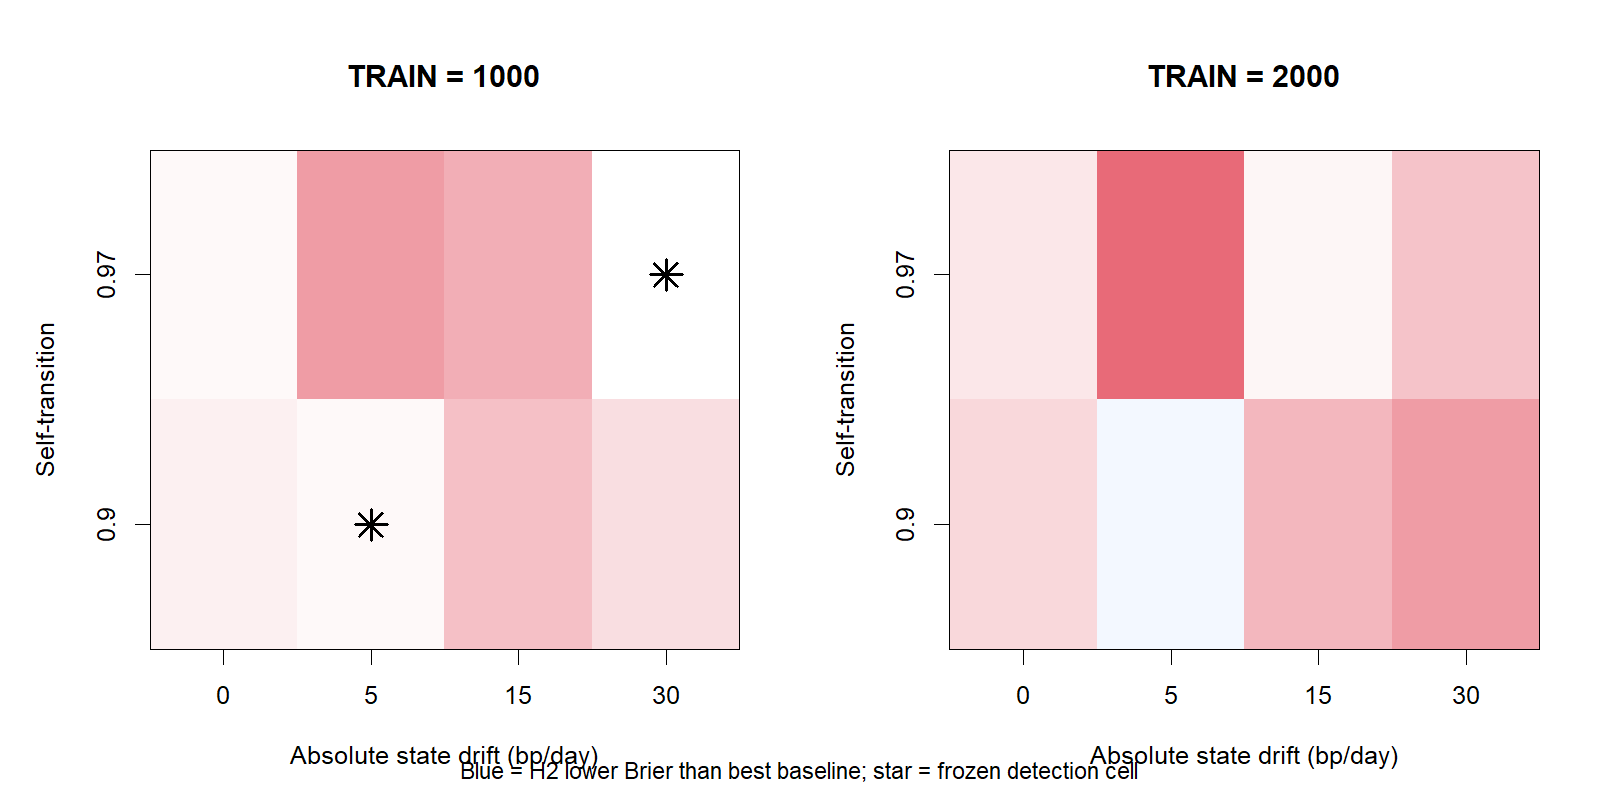 TRAIN = 1000
Self-transition
0.97
0.9
0 5 15 30
Absolute state drift (bp/day)
TRAIN = 2000
Self-transition
0.97
0.9
0 5 15 30
Absolute state drift (bp/day)
Blue = H2 lower Brier than best baseline; star = frozen detection cell